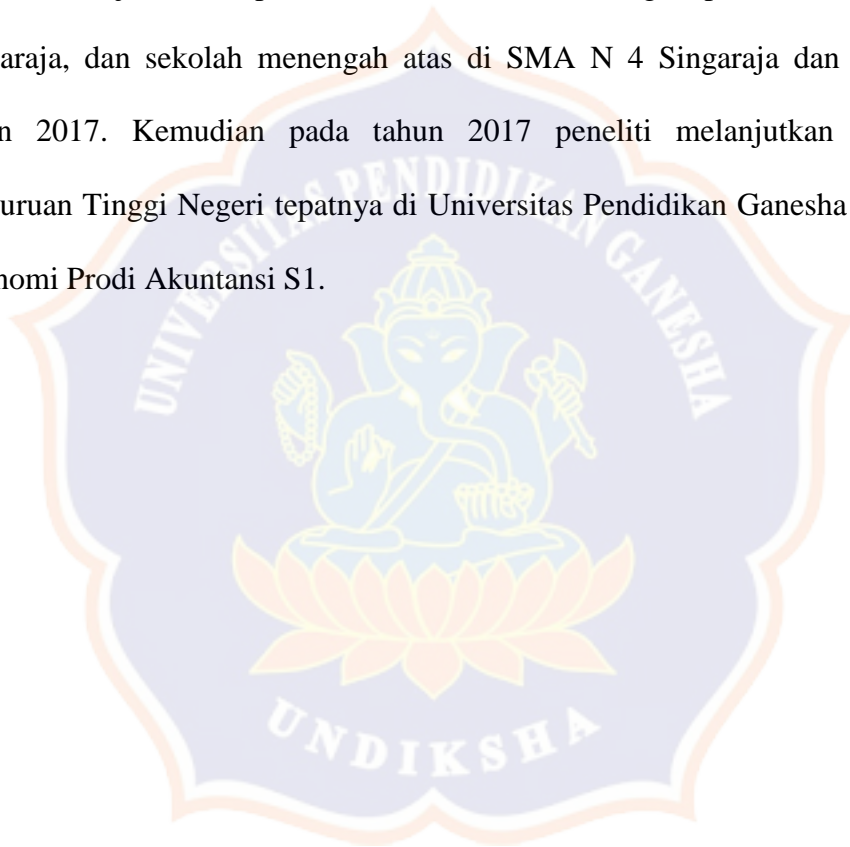 araja, dan sekolah menengah atas di SMA N 4 Singaraja dan
n 2017. Kemudian pada tahun 2017 peneliti melanjutkan
uruan Tinggi Negeri tepatnya di Universitas Pendidikan Ganesha
nomi Prodi Akuntansi S1.
UNIVERSITAS PENDIDIKAN GANESHA
UNDIKSHA